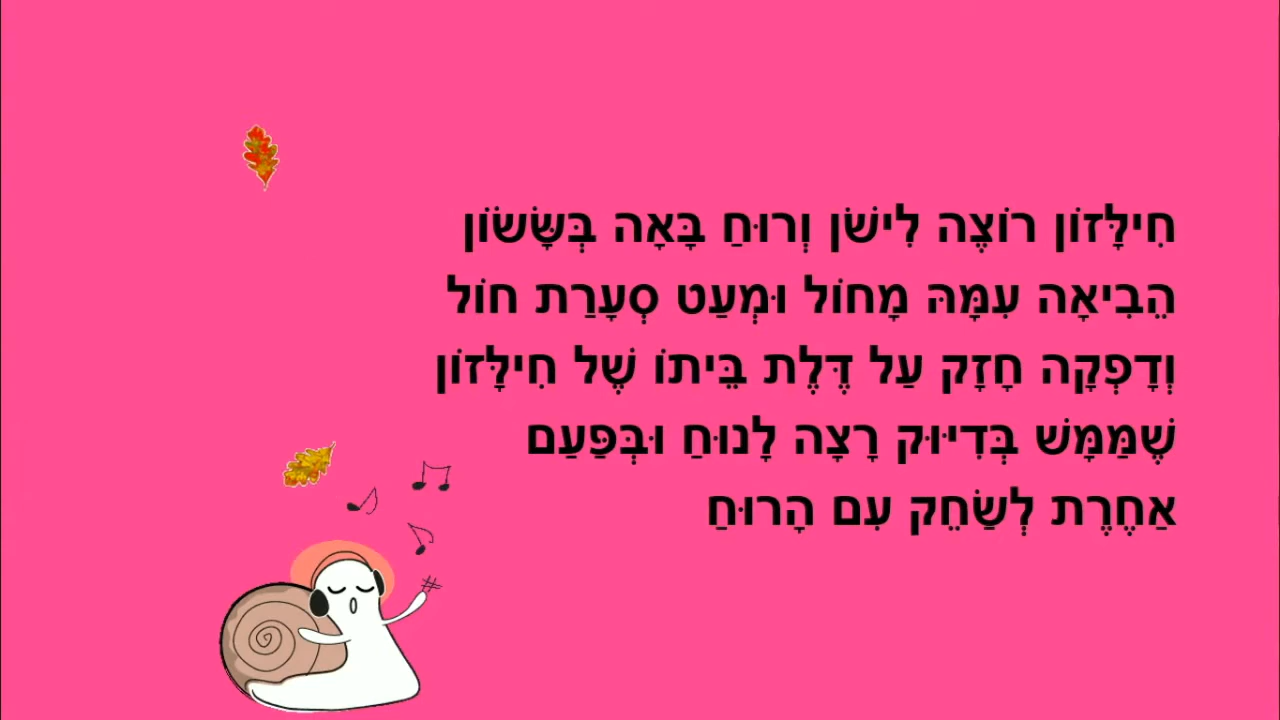 חִילָּזוֹן רוֹצֶה לִישֹׁן וְרוּחַ בָּאָה בְּשָּׂשׂוֹן
הֵבִיאָה עִמָּהּ מָחוֹל וּמְעַט סְעָרַת חוֹל
וְדָפְקָה חָזָק עַל דֶּלֶת בֵּיתוֹ שֶׁל חִילָּזוֹן
שֶׁמַּמָּשׁ בְּדִיּוּק רָצָה לָנוּחַ וּבְּפַּעַם
אַחֶרֶת לְשַׂחֵק עִם הָרוּחַ